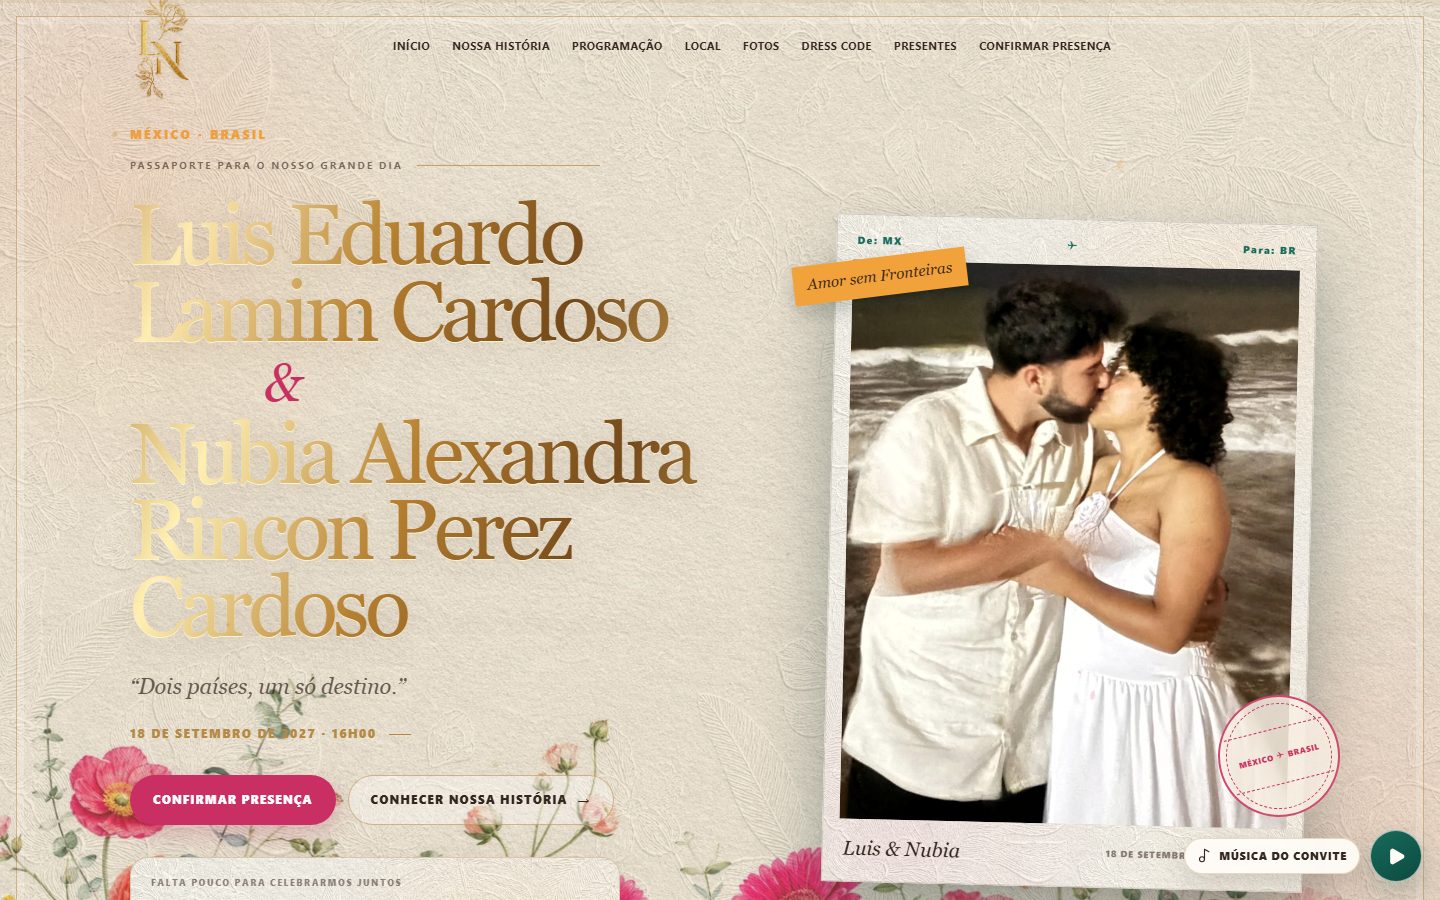 LN
INÍCIO NOSSA HISTÓRIA PROGRAMAÇÃO LOCAL FOTOS DRESS CODE PRESENTES CONFIRMAR PRESENÇA
MÉXICO · BRASIL
PASSAPORTE PARA O NOSSO GRANDE DIA
Luis Eduardo
Lamim Cardoso
&
Nubia Alexandra
Rincon Perez
Cardoso
“Dois países, um só destino.”
18 DE SETEMBRO DE 2027 · 16H00
CONFIRMAR PRESENÇA
CONHECER NOSSA HISTÓRIA →
FALTA POUCO PARA CELEBRARMOS JUNTOS
De: MX ✈ Para: BR
Amor sem Fronteiras
MÉXICO ✈ BRASIL
Luis & Nubia
18 DE
MÚSICA DO CONVITE